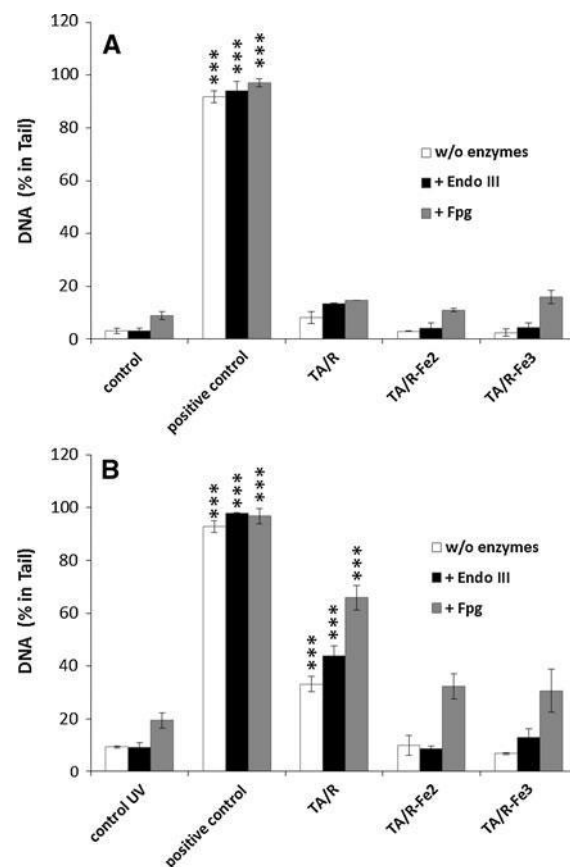 A
120
100
80
60
40
20
0
DNA (% in Tail)
*** *** ***
w/o enzymes
+ Endo III
+ Fpg
control
positive control
TA/R
TA/R-Fe2
TA/R-Fe3
B
120
100
80
60
40
20
0
DNA (% in Tail)
*** *** ***
*** *** ***
w/o enzymes
+ Endo III
+ Fpg
control UV
positive control
TA/R
TA/R-Fe2
TA/R-Fe3